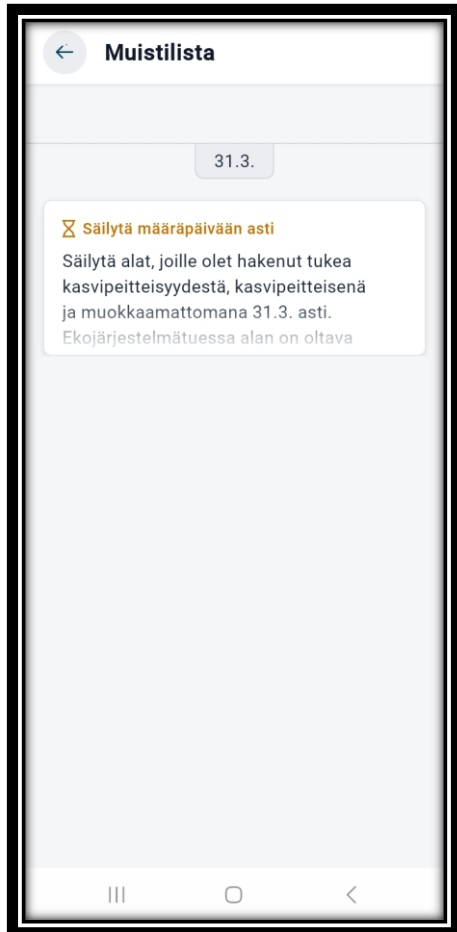 Muistilista
31.3.
Säilytä määräpäivään asti
Säilytä alat, joille olet hakenut tukea
kasvipeitteisyydestä, kasvipeitteisenä
ja muokkaamattomana 31.3. asti.
Ekojärjestelmätuessa alan on oltava